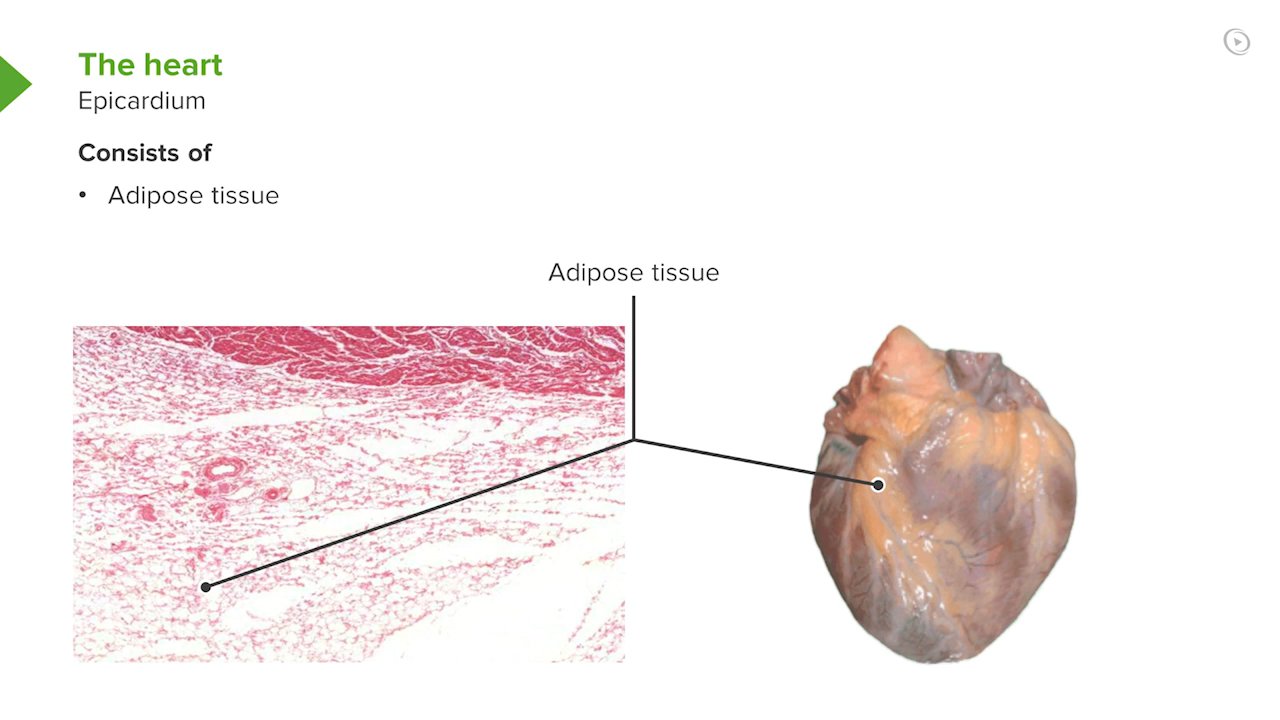 The heart
Epicardium
Consists of
• Adipose tissue
Adipose tissue